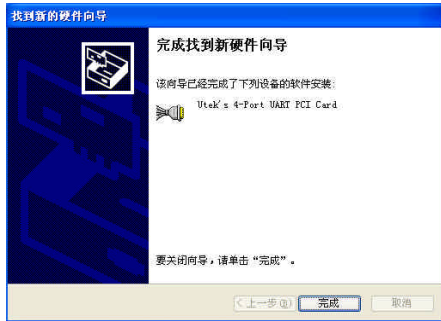 找到新的硬件向导
完成找到新硬件向导
该向导已经完成了下列设备的软件安装:
Utek's 4-Port UART PCI Card
要关闭向导，请单击“完成”。
<上一步(B) 完成 取消